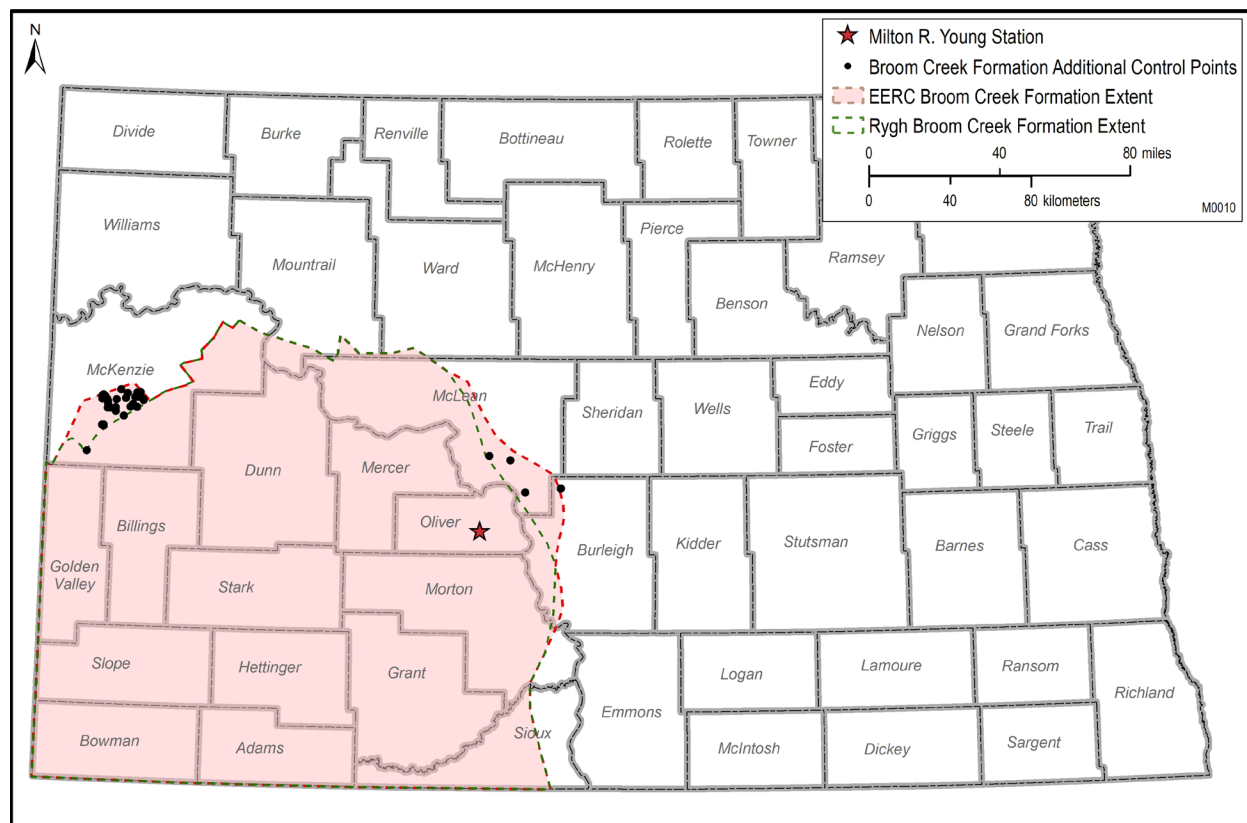 N
Milton R. Young Station
Broom Creek Formation Additional Control Points
EERC Broom Creek Formation Extent
Rygh Broom Creek Formation Extent
0 40 80 miles
0 40 80 kilometers
M0010
Divide
Burke
Renville
Bottineau
Rolette
Towner
Williams
Mountrail
Ward
McHenry
Pierce
Benson
Ramsey
Nelson
Grand Forks
McKenzie
McLean
Sheridan
Wells
Eddy
Foster
Griggs
Steele
Trail
Dunn
Mercer
Oliver
Billings
Golden
Valley
Stark
Morton
Burleigh
Kidder
Stutsman
Barnes
Cass
Slope
Hettinger
Grant
Sioux
Emmons
Logan
Lamoure
Ransom
Richland
Bowman
Adams
McIntosh
Dickey
Sargent